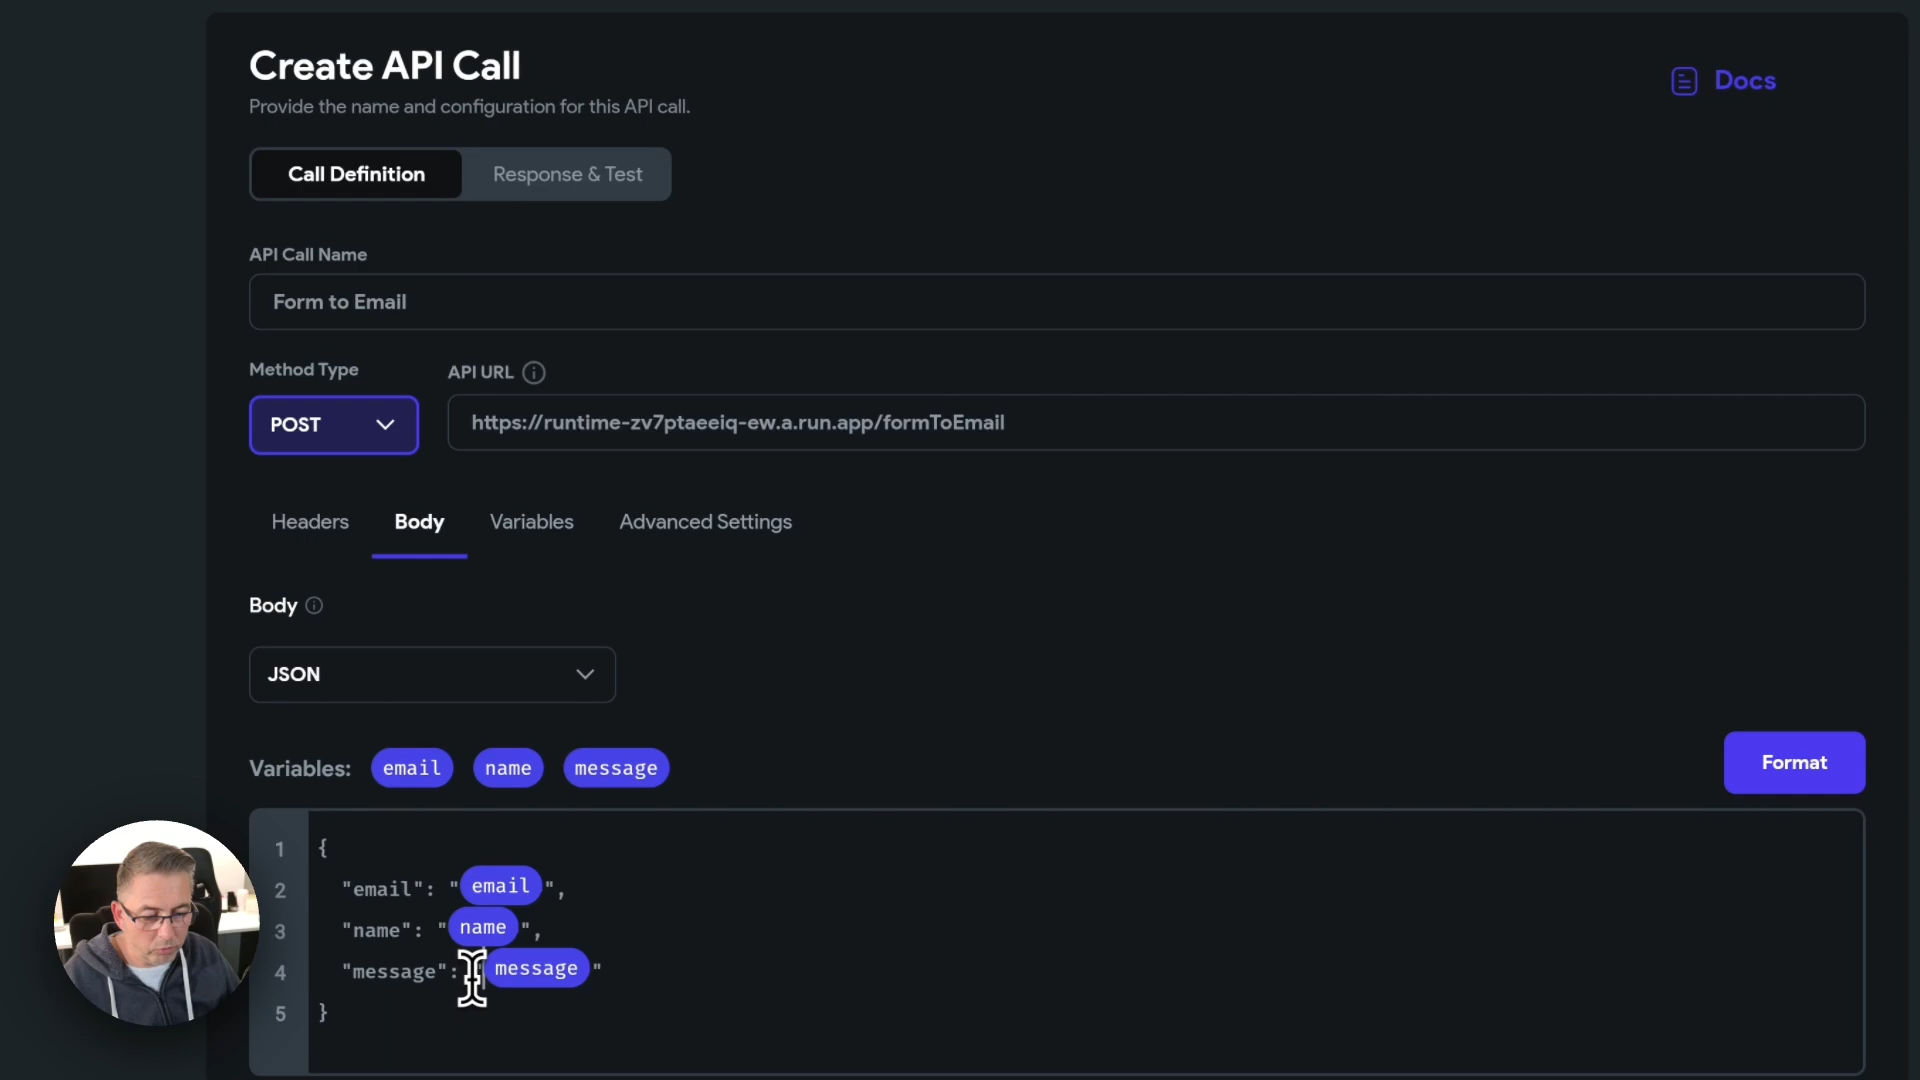 Create API Call
Docs
Provide the name and configuration for this API call.
Call Definition
Response & Test
API Call Name
Form to Email
Method Type
API URL
POST
https://runtime-zv7ptaeeiq-ew.a.run.app/formToEmail
Headers
Body
Variables
Advanced Settings
Body
JSON
Variables:
email
name
message
Format
1 {
2 "email": "email",
3 "name": "name",
4 "message": "message"
5 }